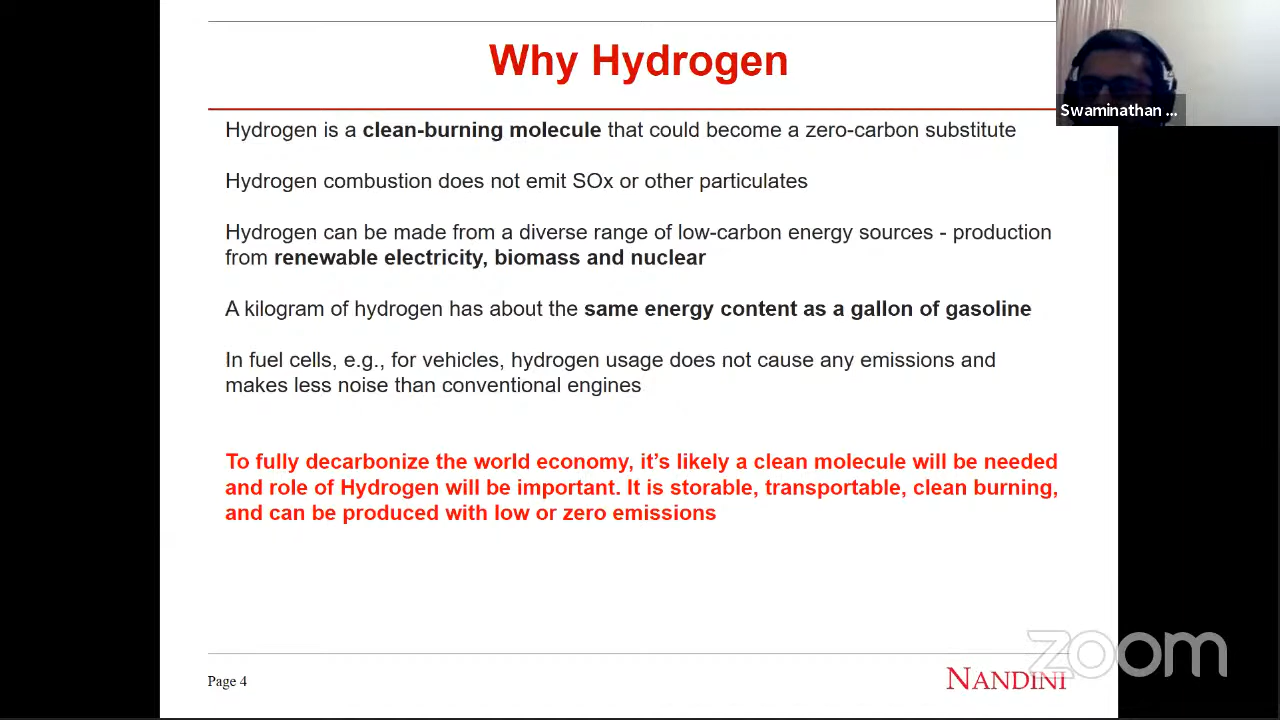 Why Hydrogen
Swaminathan ...
Hydrogen is a clean-burning molecule that could become a zero-carbon substitute
Hydrogen combustion does not emit SOx or other particulates
Hydrogen can be made from a diverse range of low-carbon energy sources - production
from renewable electricity, biomass and nuclear
A kilogram of hydrogen has about the same energy content as a gallon of gasoline
In fuel cells, e.g., for vehicles, hydrogen usage does not cause any emissions and
makes less noise than conventional engines
To fully decarbonize the world economy, it’s likely a clean molecule will be needed
and role of Hydrogen will be important. It is storable, transportable, clean burning,
and can be produced with low or zero emissions
zoom
Page 4
NANDINI